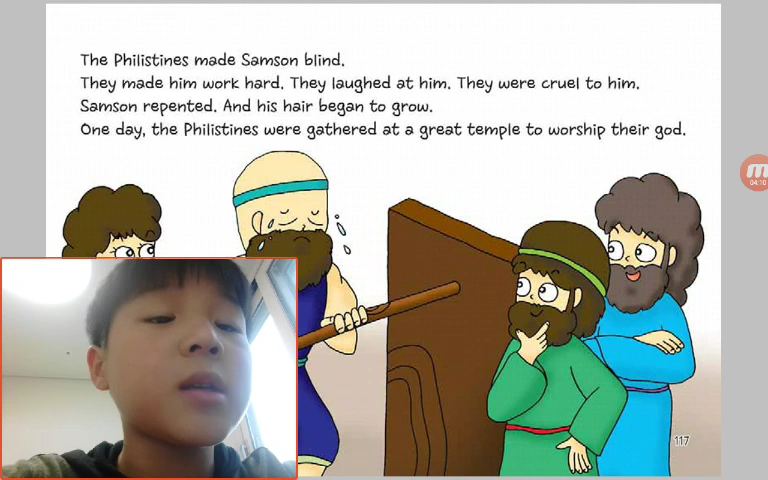 The Philistines made Samson blind.
They made him work hard. They laughed at him. They were cruel to him.
Samson repented. And his hair began to grow.
One day, the Philistines were gathered at a great temple to worship their god.
04:10
117